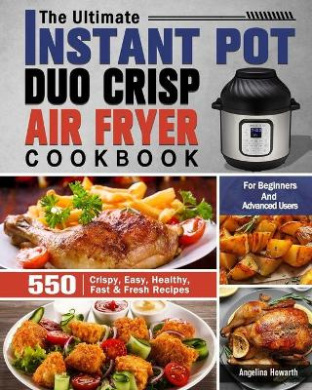 The Ultimate
INSTANT POT
DUO CRISP
AIR FRYER
COOKBOOK
For Beginners
And
Advanced Users
550
Crispy, Easy, Healthy,
Fast & Fresh Recipes
Angelina Howarth